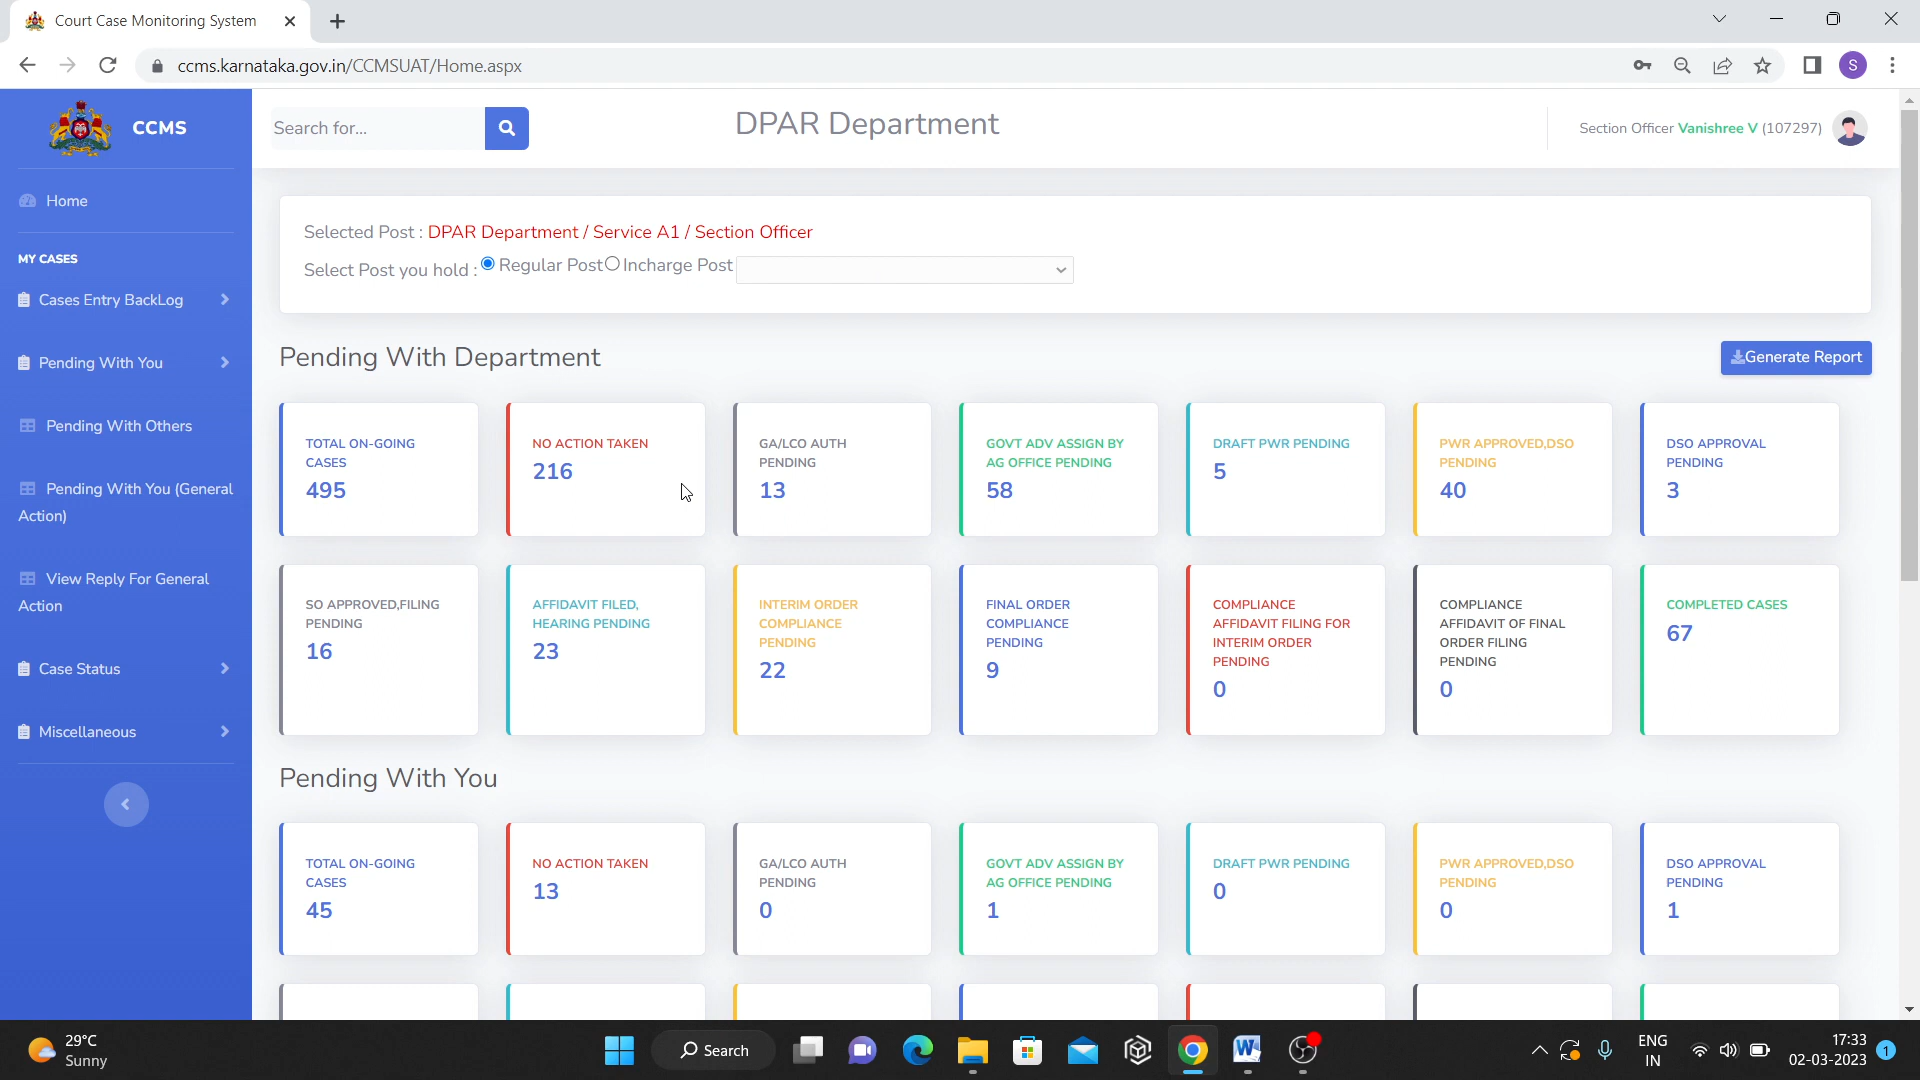 Court Case Monitoring System
ccms.karnataka.gov.in/CCMSUAT/Home.aspx
S
CCMS
Search for...
DPAR Department
Section Officer Vanishree V (107297)
Home
MY CASES
Cases Entry BackLog
Pending With You
Pending With Others
Pending With You (General
Action)
View Reply For General
Action
Case Status
Miscellaneous
Selected Post : DPAR Department / Service A1 / Section Officer
Select Post you hold : Regular Post Incharge Post
Pending With Department
Generate Report
TOTAL ON-GOING
CASES
495
NO ACTION TAKEN
216
GA/LCO AUTH
PENDING
13
GOVT ADV ASSIGN BY
AG OFFICE PENDING
58
DRAFT PWR PENDING
5
PWR APPROVED,DSO
PENDING
40
DSO APPROVAL
PENDING
3
SO APPROVED,FILING
PENDING
16
AFFIDAVIT FILED,
HEARING PENDING
23
INTERIM ORDER
COMPLIANCE
PENDING
22
FINAL ORDER
COMPLIANCE
PENDING
9
COMPLIANCE
AFFIDAVIT FILING FOR
INTERIM ORDER
PENDING
0
COMPLIANCE
AFFIDAVIT OF FINAL
ORDER FILING
PENDING
0
COMPLETED CASES
67
Pending With You
TOTAL ON-GOING
CASES
45
NO ACTION TAKEN
13
GA/LCO AUTH
PENDING
0
GOVT ADV ASSIGN BY
AG OFFICE PENDING
1
DRAFT PWR PENDING
0
PWR APPROVED,DSO
PENDING
0
DSO APPROVAL
PENDING
1
29°C
Sunny
Search
ENG
IN
17:33
02-03-2023
1